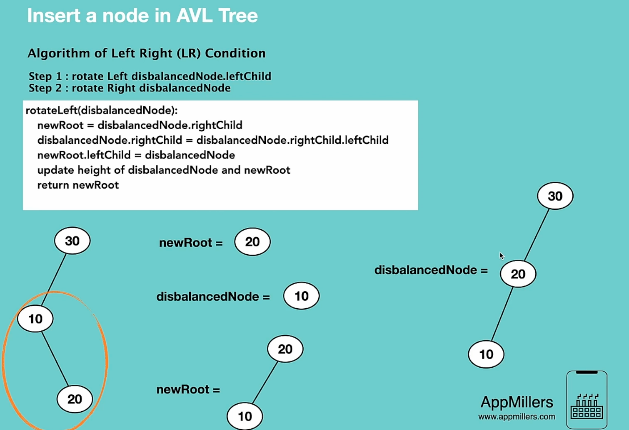 Insert a node in AVL Tree
Algorithm of Left Right (LR) Condition
Step 1 : rotate Left disbalancedNode.leftChild
Step 2 : rotate Right disbalancedNode
rotateLeft(disbalancedNode):
newRoot = disbalancedNode.rightChild
disbalancedNode.rightChild = disbalancedNode.rightChild.leftChild
newRoot.leftChild = disbalancedNode
update height of disbalancedNode and newRoot
return newRoot
30
10
20
newRoot = 20
disbalancedNode = 10
20
newRoot =
10
30
disbalancedNode = 20
10
AppMillers
www.appmillers.com